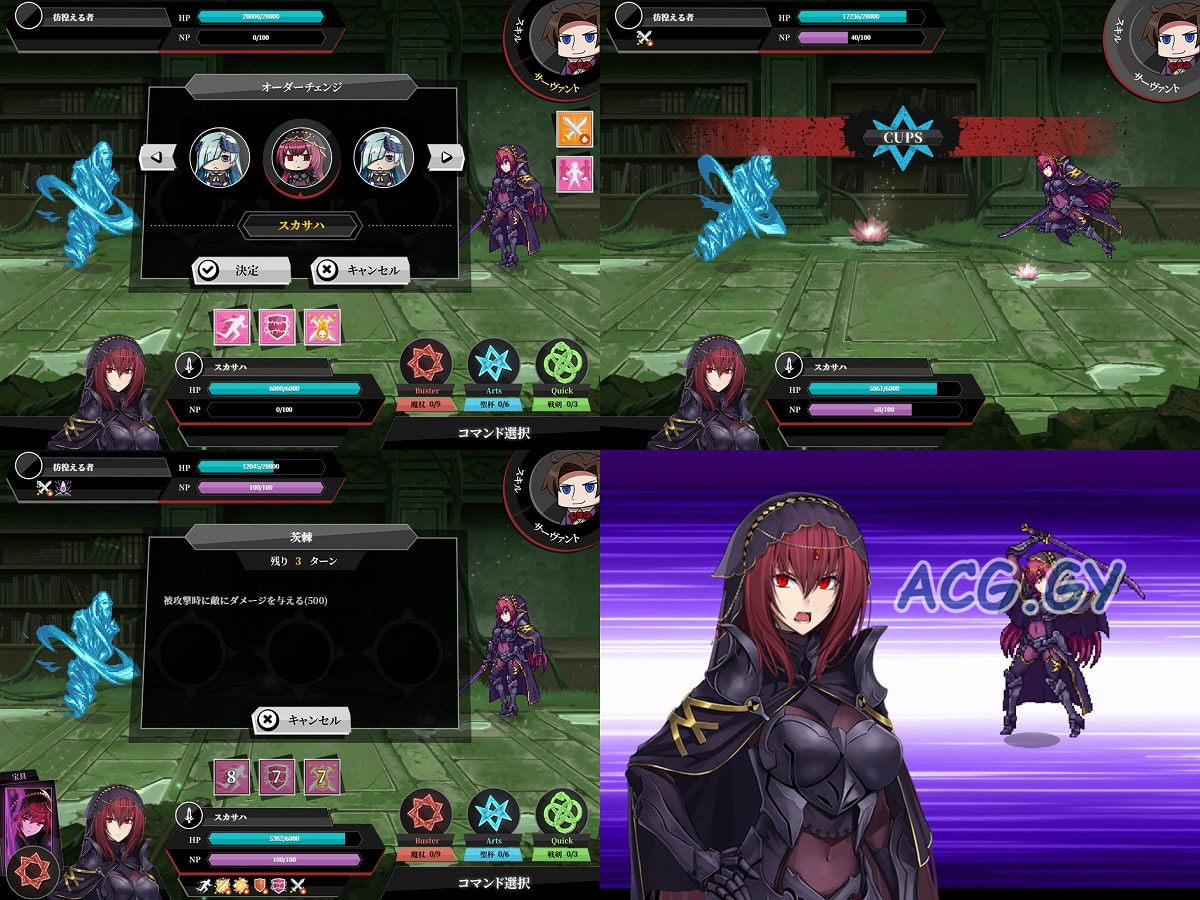 彷徨える者
HP
20000/20000
NP
0/100
スキル
サーヴァント
オーダーチェンジ
スカサハ
決定
キャンセル
スカサハ
HP
6000/6000
NP
0/100
Buster
Arts
Quick
魔杖 0/9
聖杯 0/6
戦剣 0/3
コマンド選択
彷徨える者
HP
17236/20000
NP
40/100
スキル
サーヴァント
CUPS
スカサハ
HP
5061/6000
NP
68/100
彷徨える者
HP
12045/20000
NP
100/100
スキル
サーヴァント
茨棘
残り 3 ターン
被攻撃時に敵にダメージを与える(500)
キャンセル
8
7
7
宝具
スカサハ
HP
5382/6000
NP
100/100
Buster
Arts
Quick
魔杖 0/9
聖杯 0/6
戦剣 0/3
コマンド選択
ACG.GY